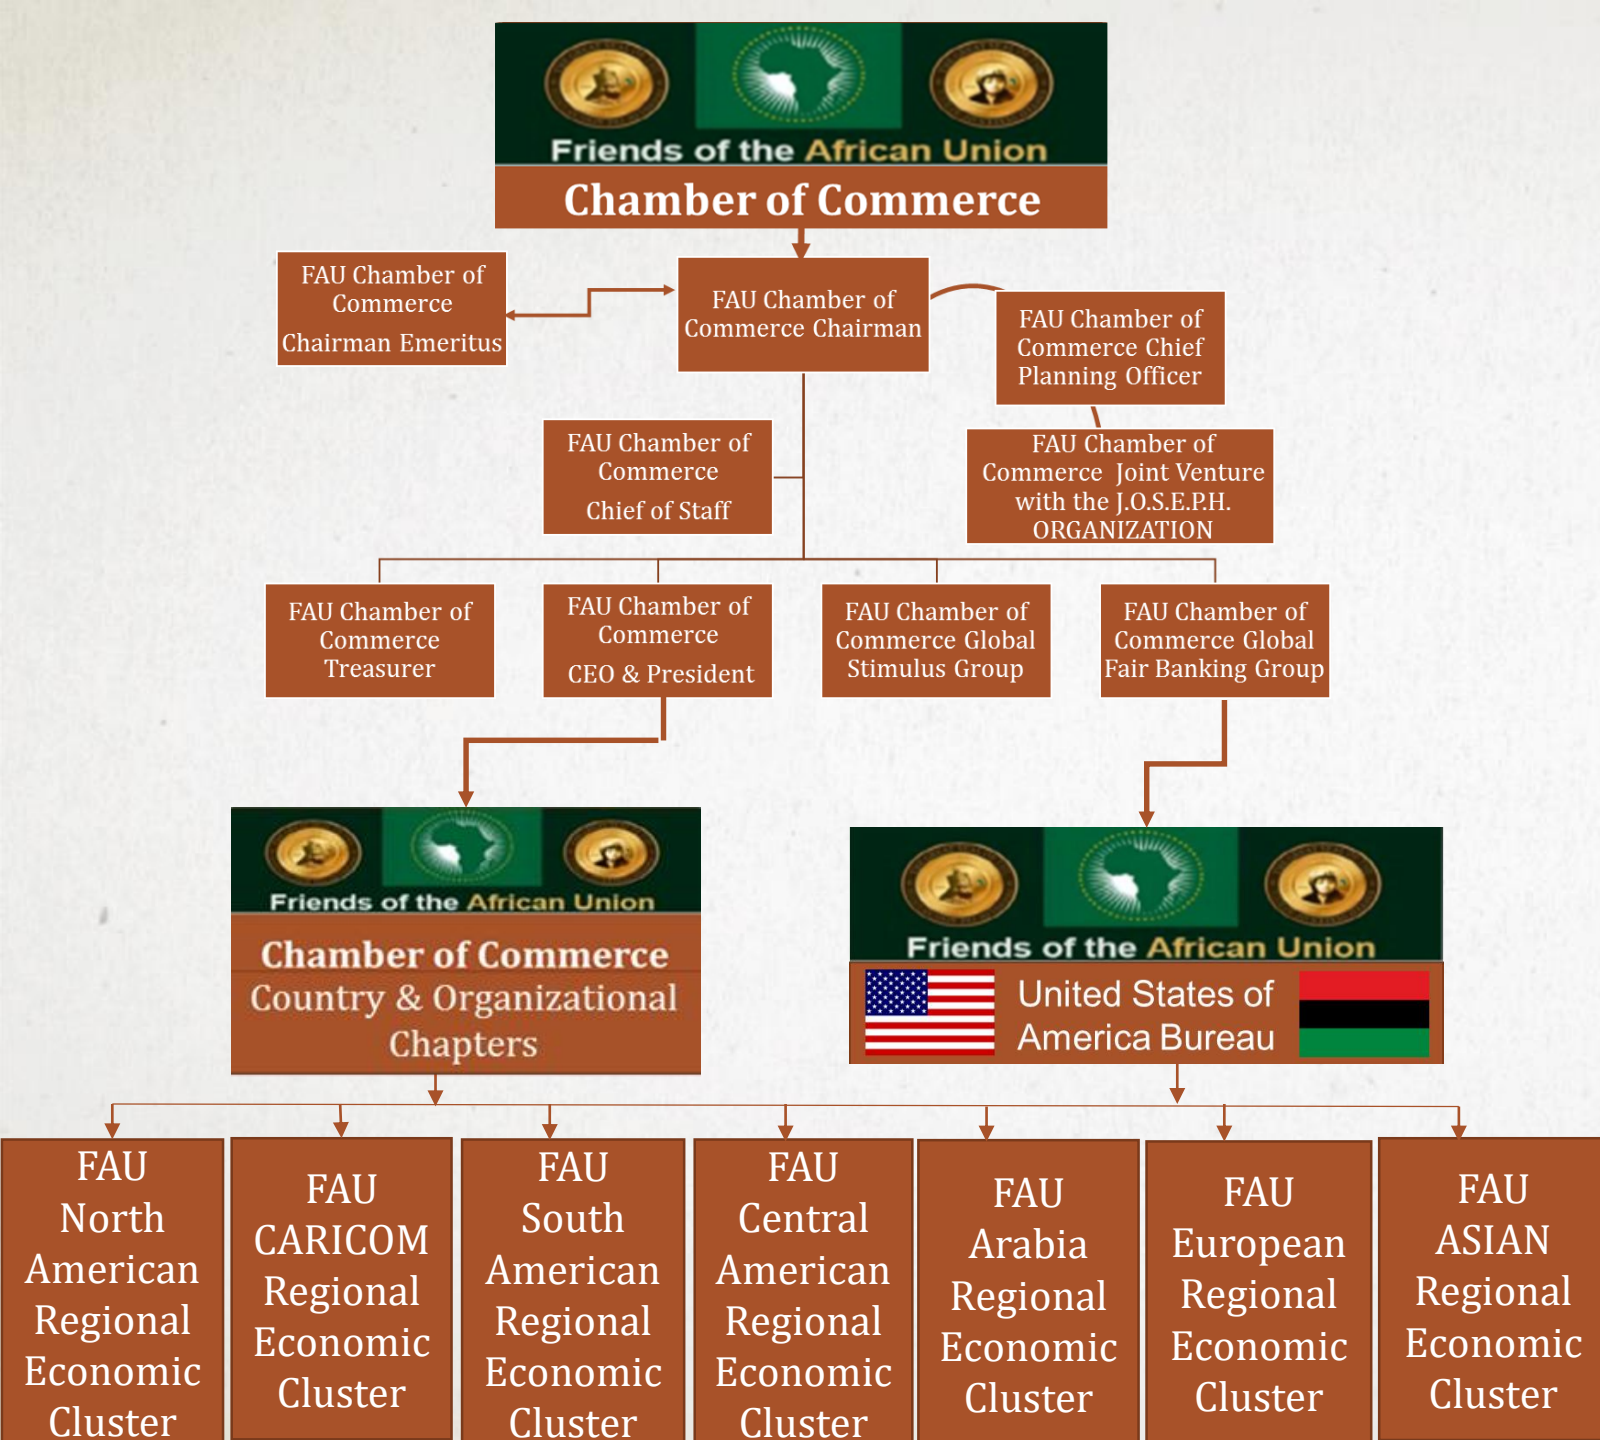 Friends of the African Union
Chamber of Commerce
FAU Chamber of
Commerce
Chairman Emeritus
FAU Chamber of
Commerce Chairman
FAU Chamber of
Commerce Chief
Planning Officer
FAU Chamber of
Commerce
Chief of Staff
FAU Chamber of
Commerce Joint Venture
with the J.O.S.E.P.H.
ORGANIZATION
FAU Chamber of
Commerce
Treasurer
FAU Chamber of
Commerce
CEO & President
FAU Chamber of
Commerce Global
Stimulus Group
FAU Chamber of
Commerce Global
Fair Banking Group
Friends of the African Union
Chamber of Commerce
Country & Organizational
Chapters
Friends of the African Union
United States of
America Bureau
FAU
North
American
Regional
Economic
Cluster
FAU
CARICOM
Regional
Economic
Cluster
FAU
South
American
Regional
Economic
Cluster
FAU
Central
American
Regional
Economic
Cluster
FAU
Arabia
Regional
Economic
Cluster
FAU
European
Regional
Economic
Cluster
FAU
ASIAN
Regional
Economic
Cluster